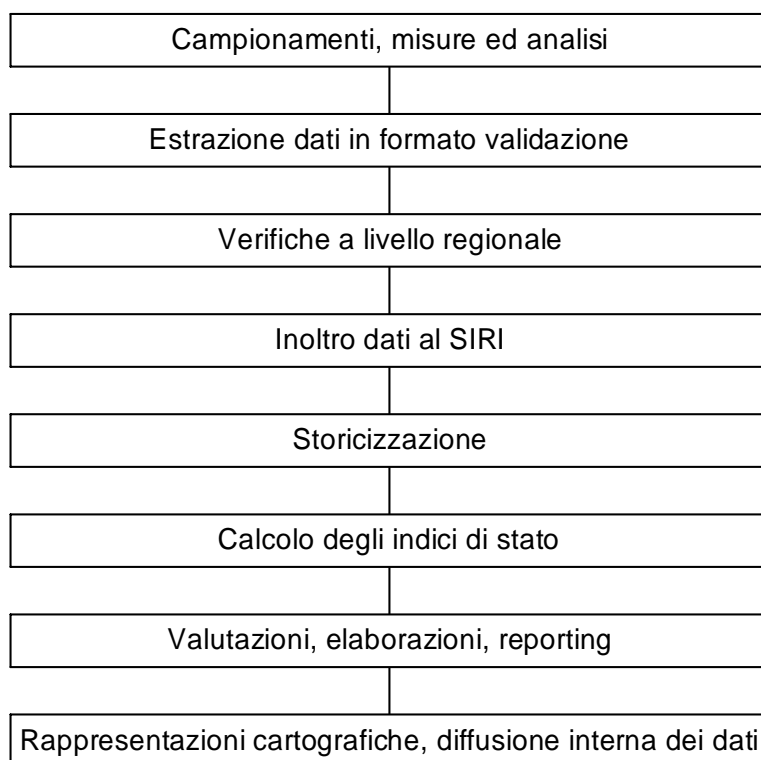 Campionamenti, misure ed analisi
Estrazione dati in formato validazione
Verifiche a livello regionale
Inoltro dati al SIRI
Storicizzazione
Calcolo degli indici di stato
Valutazioni, elaborazioni, reporting
Rappresentazioni cartografiche, diffusione interna dei dati